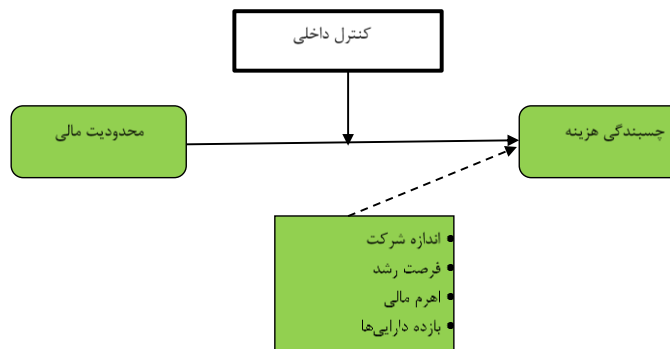 کنترل داخلی
محدودیت مالی
چسبندگی هزینه
• اندازه شرکت
• فرصت رشد
• اهرم مالی
• بازده دارایی‌ها